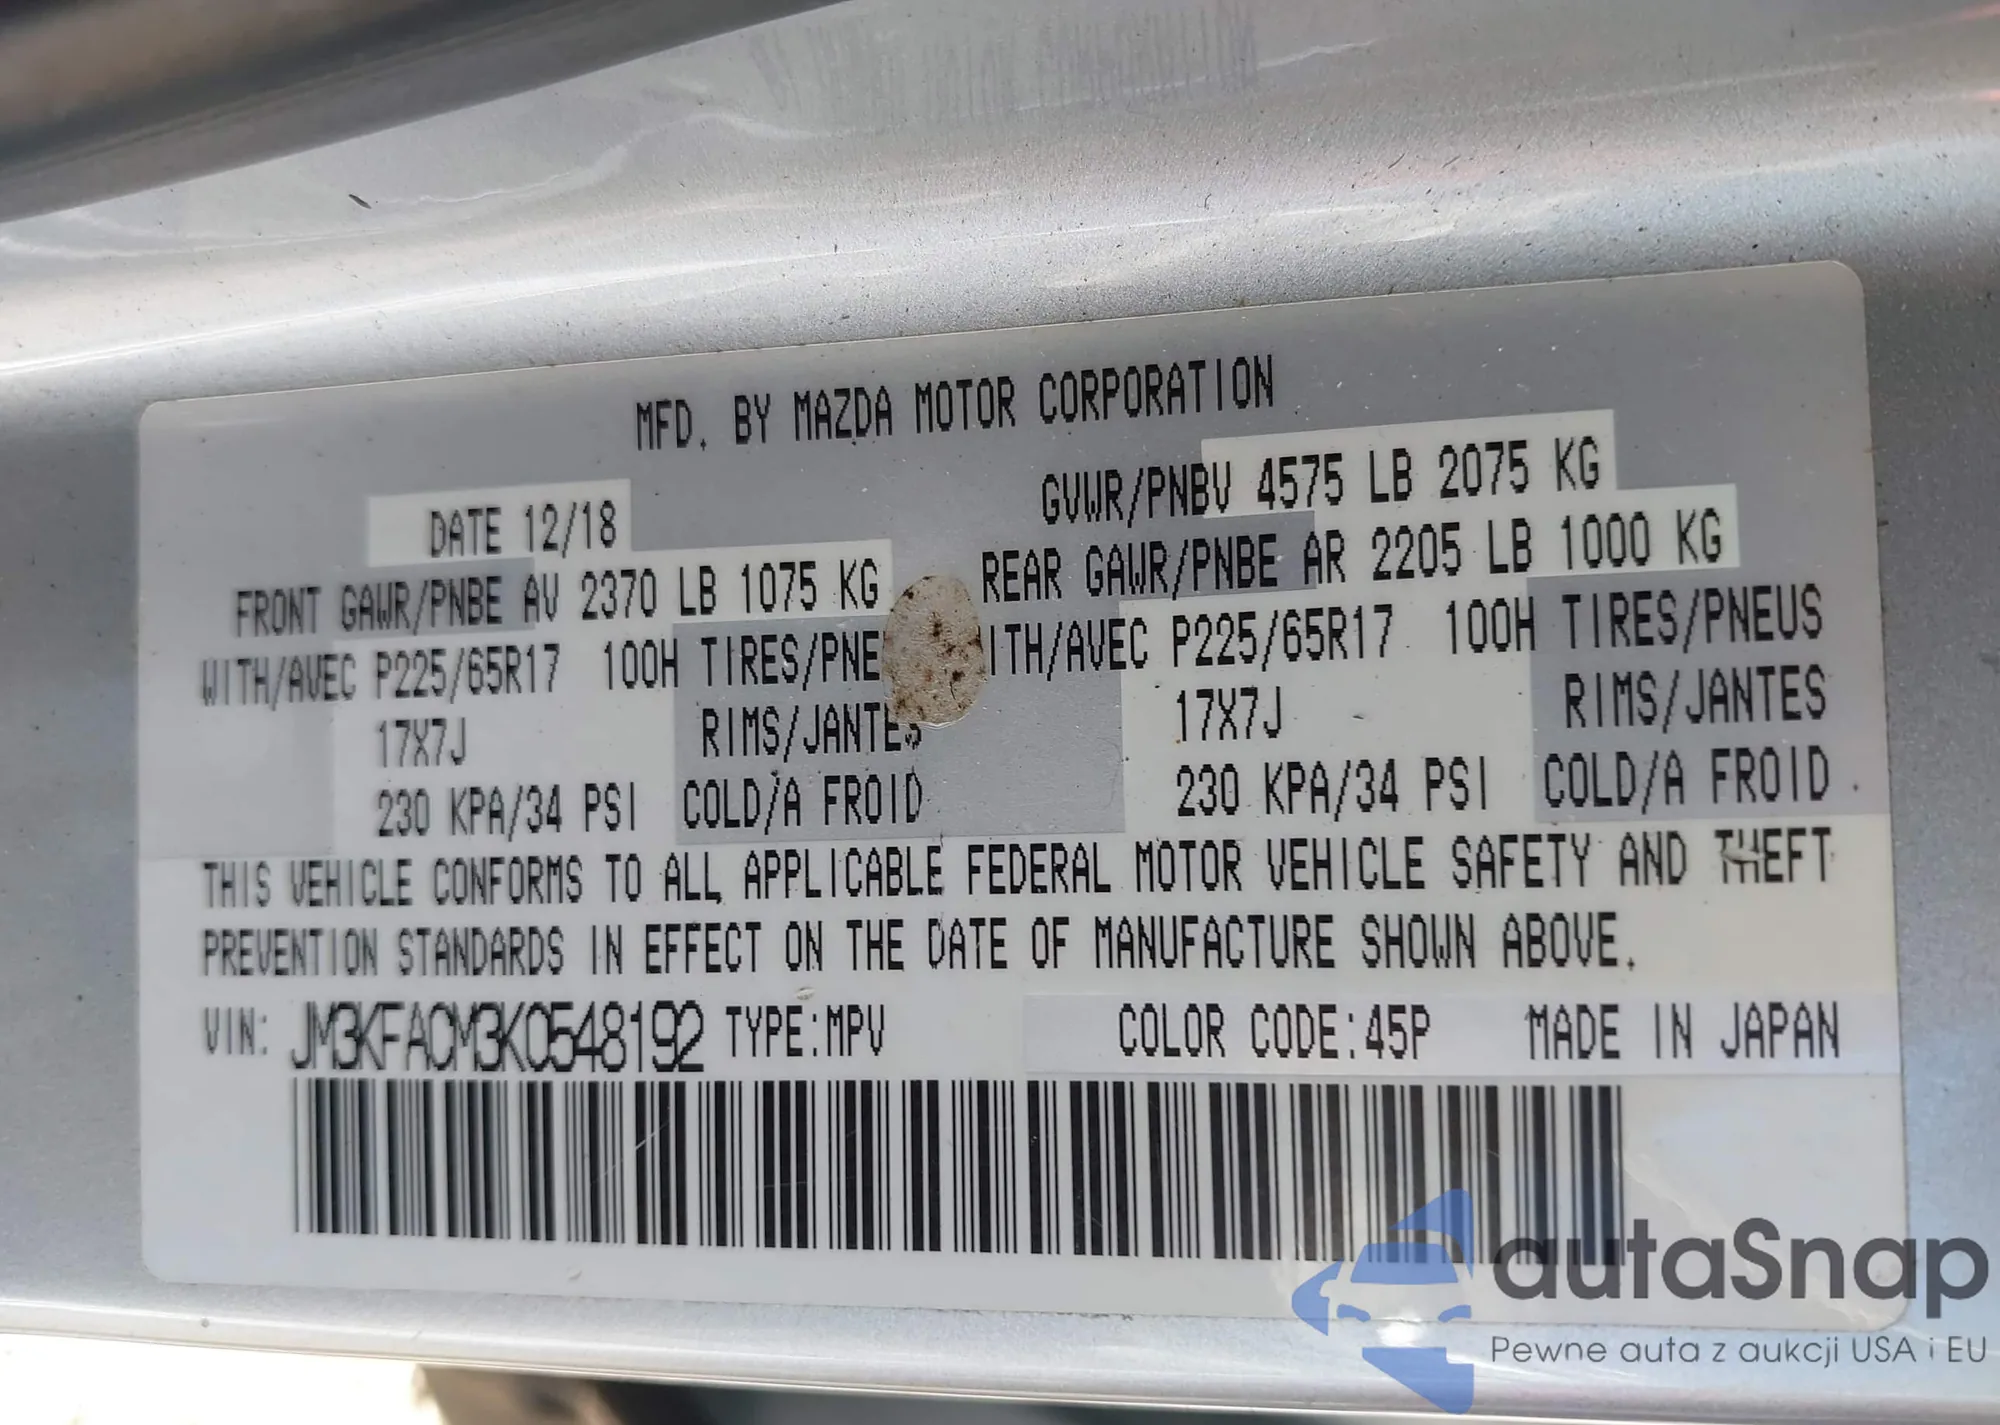 MFD. BY MAZDA MOTOR CORPORATION
DATE 12/18
GVWR/PNBV 4575 LB 2075 KG
FRONT GAWR/PNBE AV 2370 LB 1075 KG
REAR GAWR/PNBE AR 2205 LB 1000 KG
WITH/AVEC P225/65R17 100H TIRES/PNE
ITH/AVEC P225/65R17 100H TIRES/PNEUS
17X7J RIMS/JANTES
17X7J RIMS/JANTES
230 KPA/34 PSI COLD/A FROID
230 KPA/34 PSI COLD/A FROID
THIS VEHICLE CONFORMS TO ALL APPLICABLE FEDERAL MOTOR VEHICLE SAFETY AND THEFT
PREVENTION STANDARDS IN EFFECT ON THE DATE OF MANUFACTURE SHOWN ABOVE.
VIN: JM3KFACM3K0548192 TYPE:MPV COLOR CODE:45P MADE IN JAPAN
autaSnap
Pewne auta z aukcji USA i EU